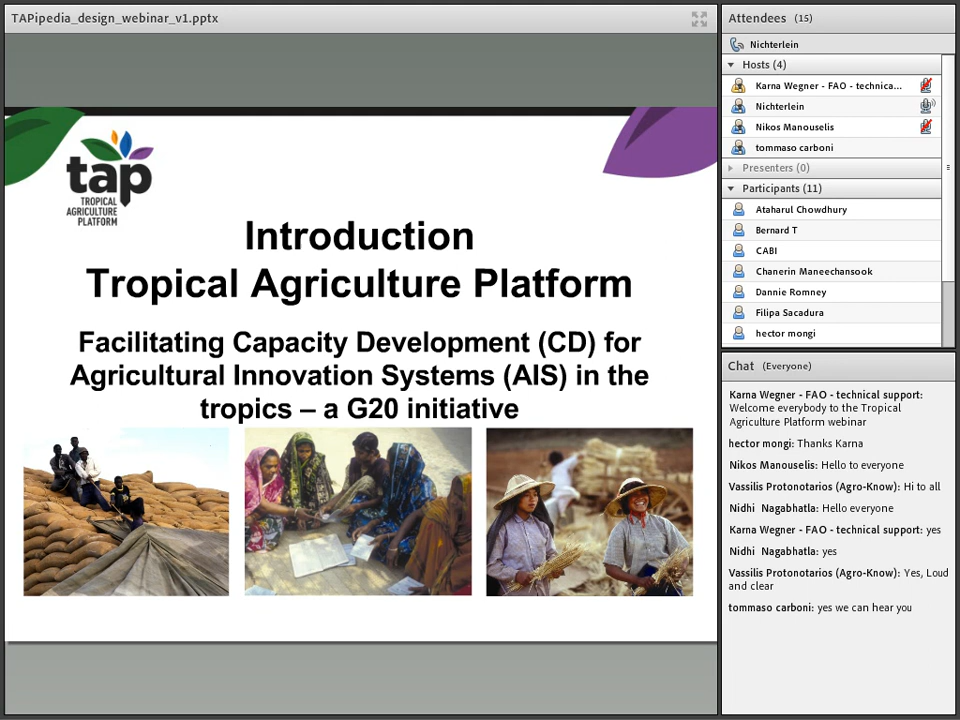 TAPipedia_design_webinar_v1.pptx
tap
TROPICAL
AGRICULTURE
PLATFORM
Introduction
Tropical Agriculture Platform
Facilitating Capacity Development (CD) for
Agricultural Innovation Systems (AIS) in the
tropics – a G20 initiative
Attendees (15)
Nichterlein
Hosts (4)
Karna Wegner - FAO - technica...
Nichterlein
Nikos Manouselis
tommaso carboni
Presenters (0)
Participants (11)
Ataharul Chowdhury
Bernard T
CABI
Chanerin Maneechansook
Dannie Romney
Filipa Sacadura
hector mongi
Chat (Everyone)
Karna Wegner - FAO - technical support:
Welcome everybody to the Tropical
Agriculture Platform webinar
hector mongi: Thanks Karna
Nikos Manouselis: Hello to everyone
Vassilis Protonotarios (Agro-Know): Hi to all
Nidhi Nagabhatla: Hello everyone
Karna Wegner - FAO - technical support: yes
Nidhi Nagabhatla: yes
Vassilis Protonotarios (Agro-Know): Yes, Loud
and clear
tommaso carboni: yes we can hear you